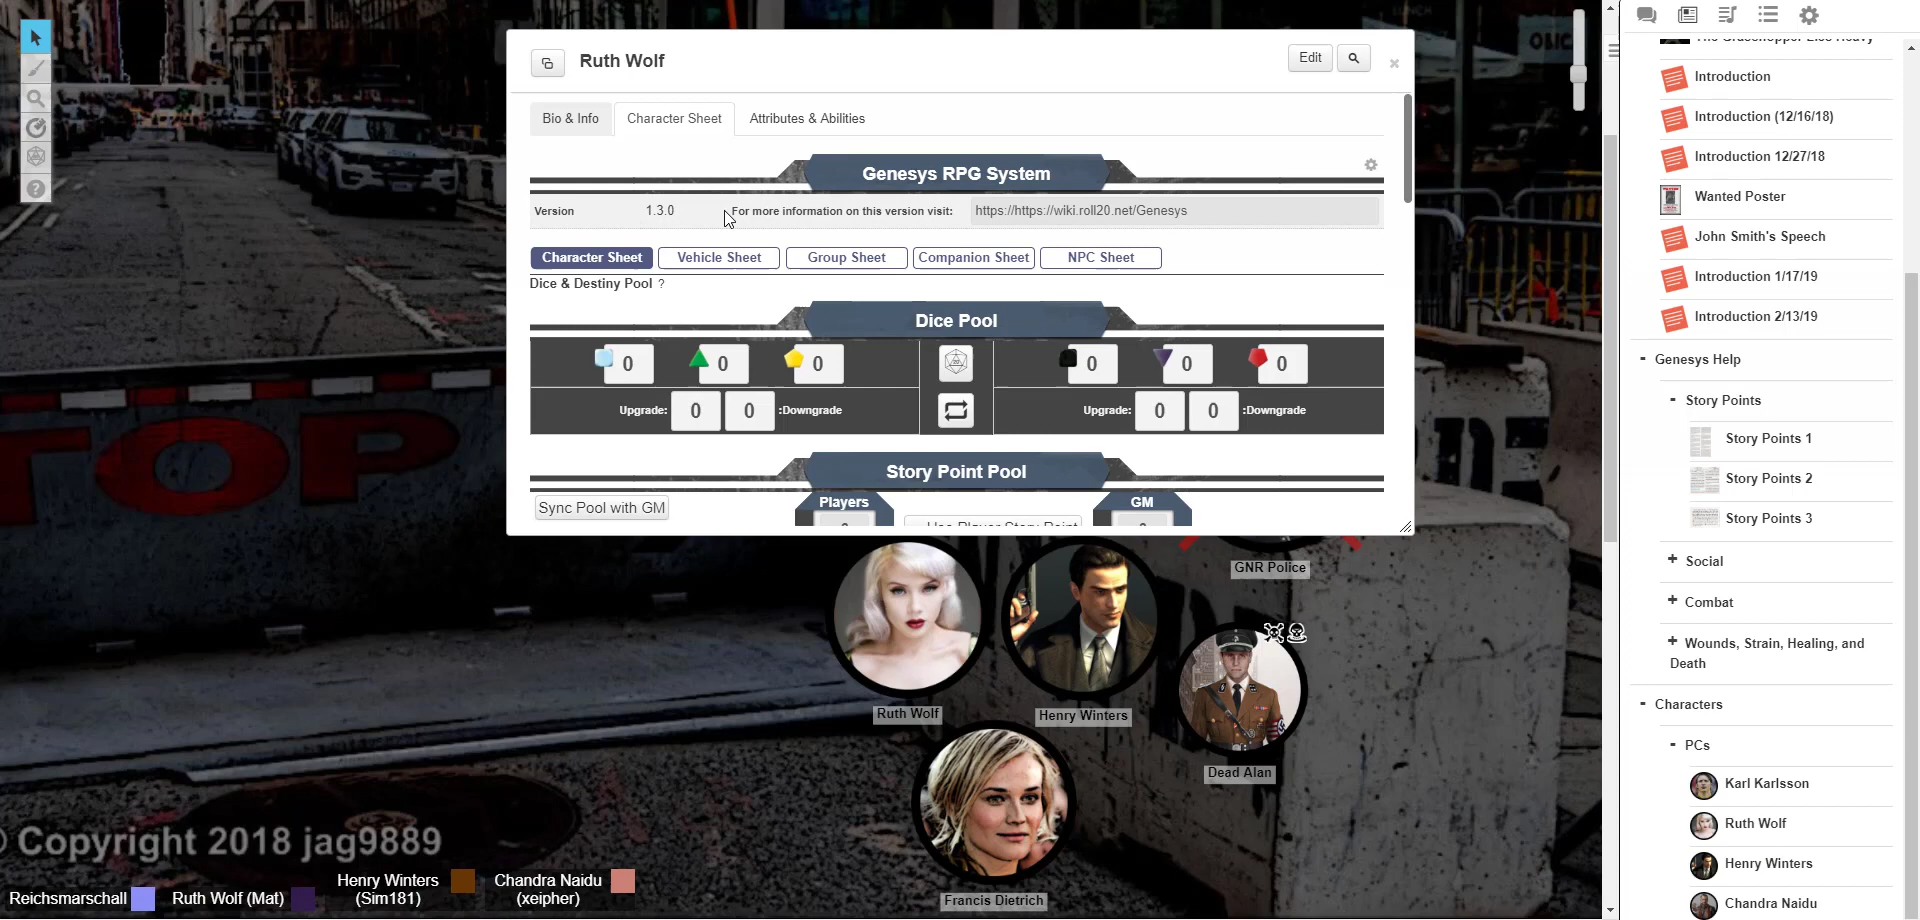 Ruth Wolf
Edit
Bio & Info
Character Sheet
Attributes & Abilities
Genesys RPG System
Version
1.3.0
For more information on this version visit:
https://https://wiki.roll20.net/Genesys
Character Sheet
Vehicle Sheet
Group Sheet
Companion Sheet
NPC Sheet
Dice & Destiny Pool ?
Dice Pool
0
0
0
20
0
0
0
Upgrade:
0
0
:Downgrade
Upgrade:
0
0
:Downgrade
Story Point Pool
Sync Pool with GM
Players
GM
Use Player Story Point
TOP
GNR Police
Ruth Wolf
Henry Winters
Dead Alan
Francis Dietrich
Copyright 2018 jag9889
Reichsmarschall
Ruth Wolf (Mat)
Henry Winters
(Sim181)
Chandra Naidu
(xeipher)
Introduction
Introduction (12/16/18)
Introduction 12/27/18
Wanted Poster
John Smith's Speech
Introduction 1/17/19
Introduction 2/13/19
- Genesys Help
- Story Points
Story Points 1
Story Points 2
Story Points 3
+ Social
+ Combat
+ Wounds, Strain, Healing, and
Death
- Characters
- PCs
Karl Karlsson
Ruth Wolf
Henry Winters
Chandra Naidu